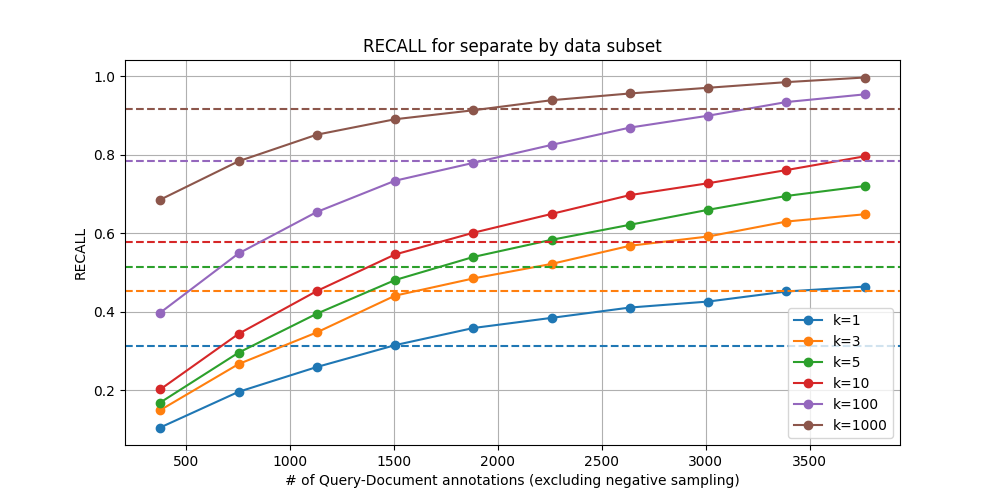 RECALL for separate by data subset
RECALL
1.0
0.8
0.6
0.4
0.2
500 1000 1500 2000 2500 3000 3500
# of Query-Document annotations (excluding negative sampling)
k=1
k=3
k=5
k=10
k=100
k=1000